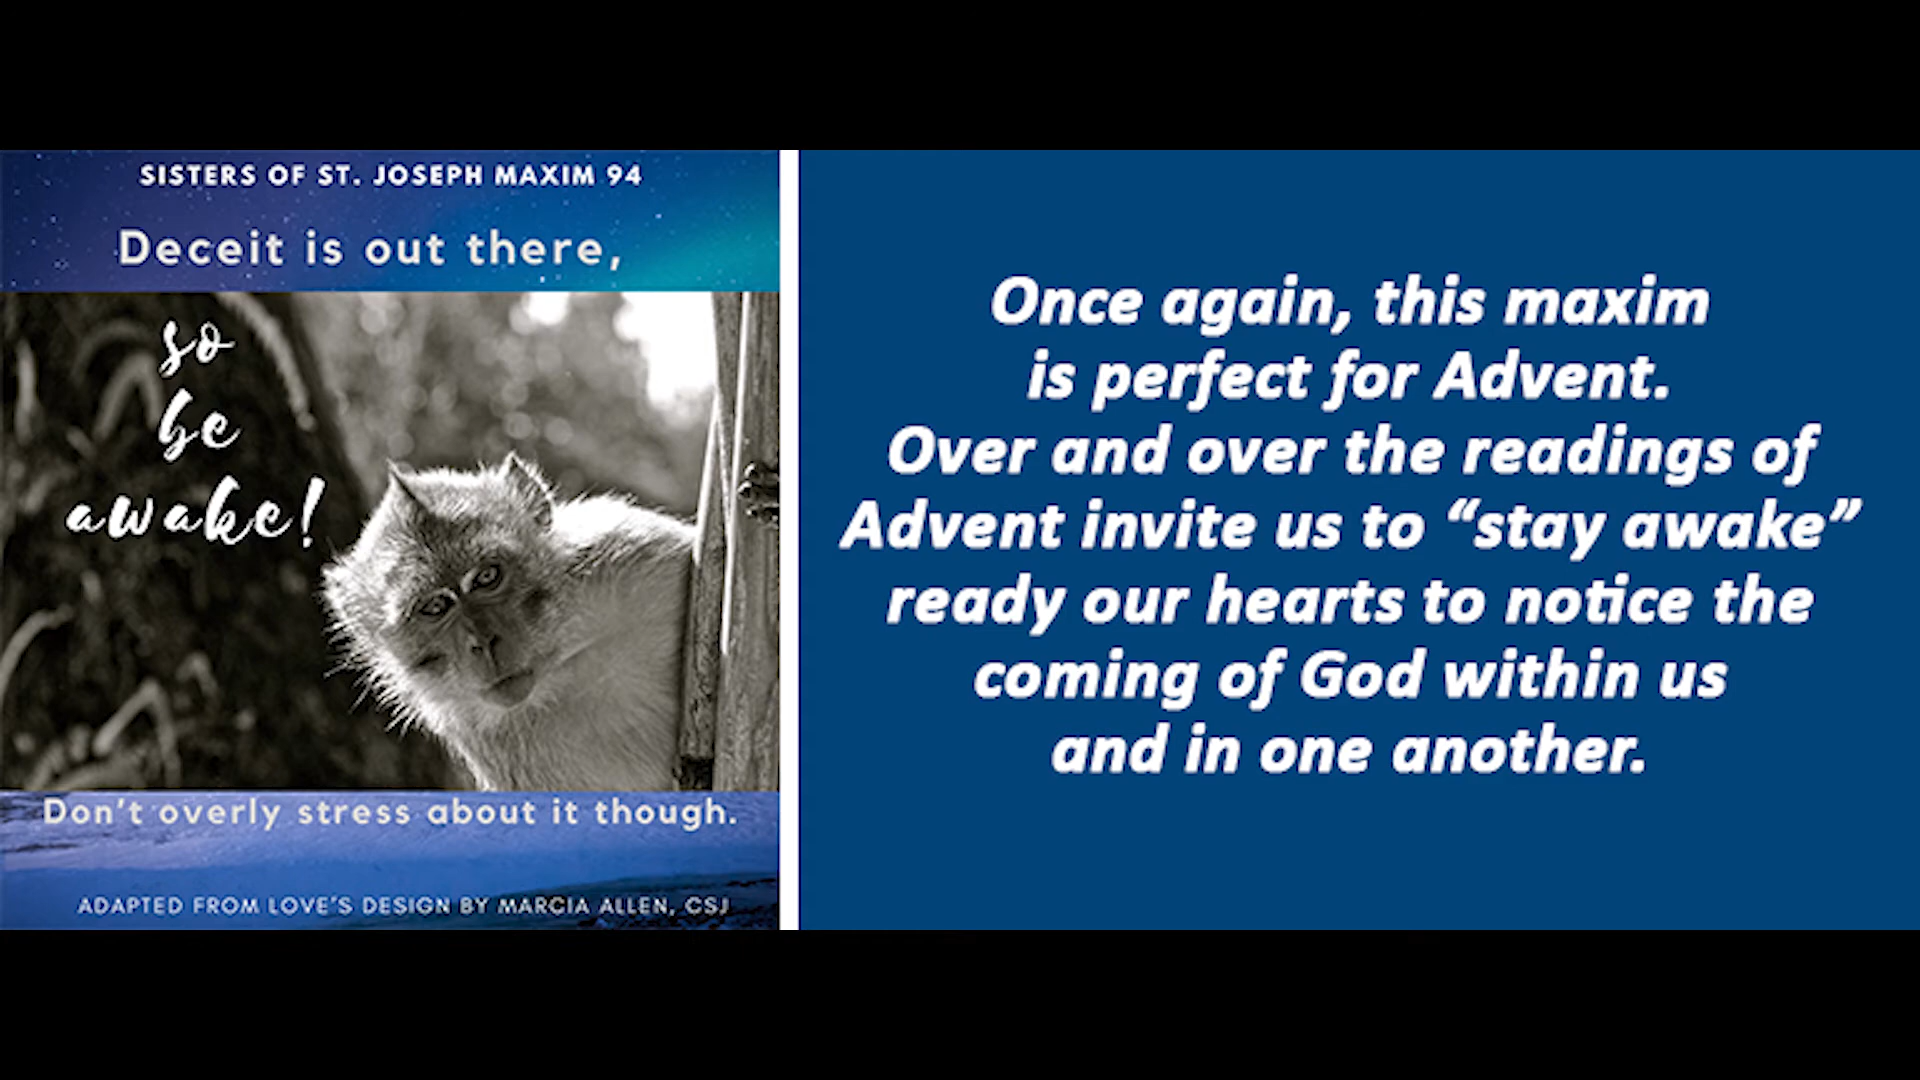 SISTERS OF ST. JOSEPH MAXIM 94
Deceit is out there,
so
be
awake!
Don't overly stress about it though.
ADAPTED FROM LOVE'S DESIGN BY MARCIA ALLEN, CSJ
Once again, this maxim
is perfect for Advent.
Over and over the readings of
Advent invite us to “stay awake”
ready our hearts to notice the
coming of God within us
and in one another.